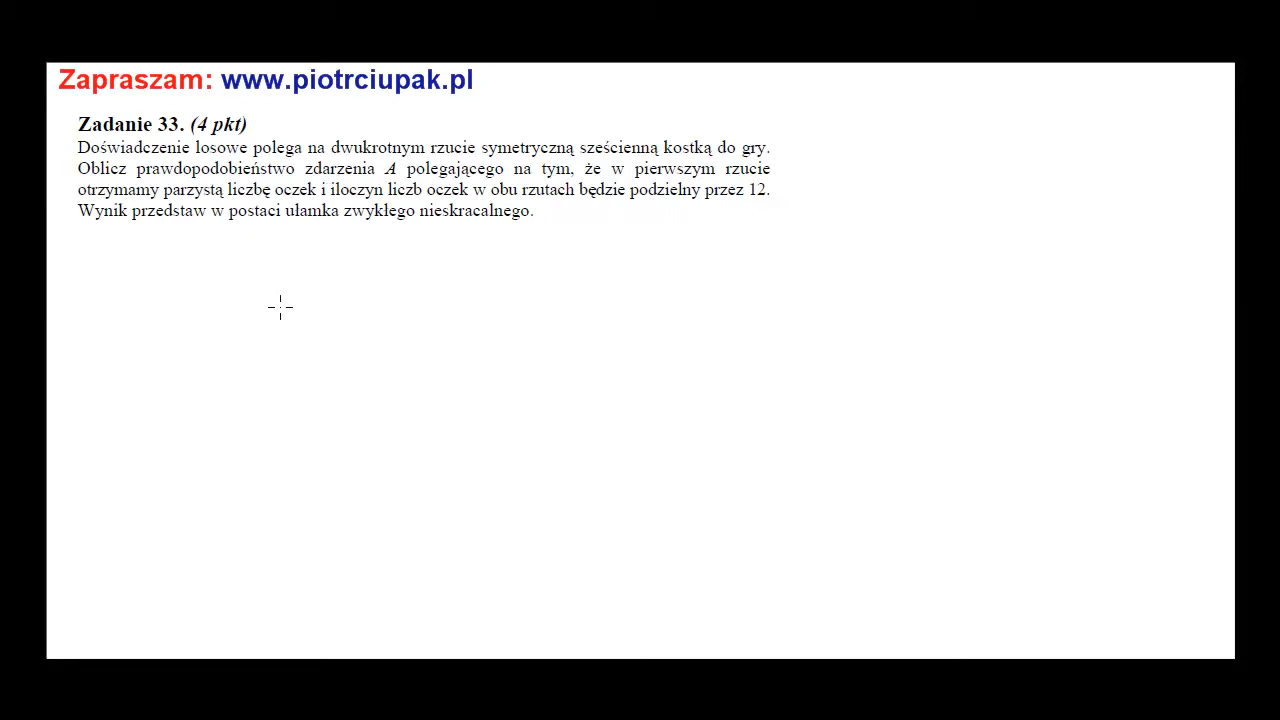 Zapraszam: www.piotrciupak.pl
Zadanie 33. (4 pkt)
Doświadczenie losowe polega na dwukrotnym rzucie symetryczną sześcienną kostką do gry.
Oblicz prawdopodobieństwo zdarzenia A polegającego na tym, że w pierwszym rzucie
otrzymamy parzystą liczbę oczek i iloczyn liczb oczek w obu rzutach będzie podzielny przez 12.
Wynik przedstaw w postaci ułamka zwykłego nieskracalnego.